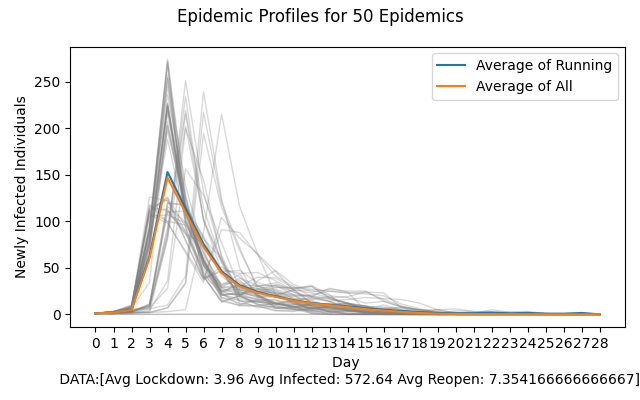 Epidemic Profiles for 50 Epidemics
Average of Running
Average of All
Newly Infected Individuals
250
200
150
100
50
0
0 1 2 3 4 5 6 7 8 9 10 11 12 13 14 15 16 17 18 19 20 21 22 23 24 25 26 27 28
Day
DATA:[Avg Lockdown: 3.96 Avg Infected: 572.64 Avg Reopen: 7.354166666666667]